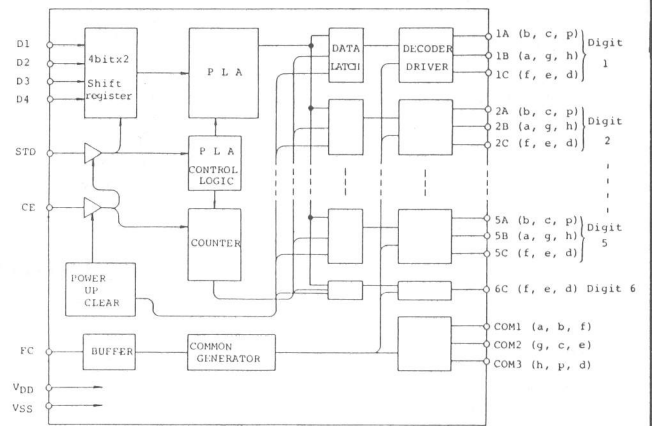 D1
D2
D3
D4
4bitx2
Shift
register
P L A
DATA
LATCH
DECODER
DRIVER
1A (b, c, p)
1B (a, g, h)
1C (f, e, d)
Digit
1
2A (b, c, p)
2B (a, g, h)
2C (f, e, d)
Digit
2
STD
P L A
CONTROL
LOGIC
CE
COUNTER
5A (b, c, p)
5B (a, g, h)
5C (f, e, d)
Digit
5
POWER
UP
CLEAR
6C (f, e, d) Digit 6
FC
BUFFER
COMMON
GENERATOR
COM1 (a, b, f)
COM2 (g, c, e)
COM3 (h, p, d)
VDD
VSS